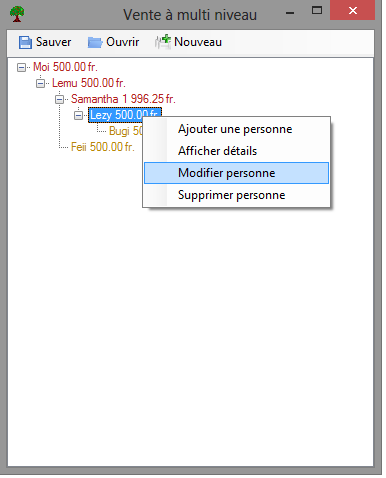 Vente à multi niveau
Sauver Ouvrir Nouveau
Moi 500.00 fr.
Lemu 500.00 fr.
Samantha 1 996.25 fr.
Lezy 500.00 fr.
Bugi 50
Feii 500.00 fr.
Ajouter une personne
Afficher détails
Modifier personne
Supprimer personne